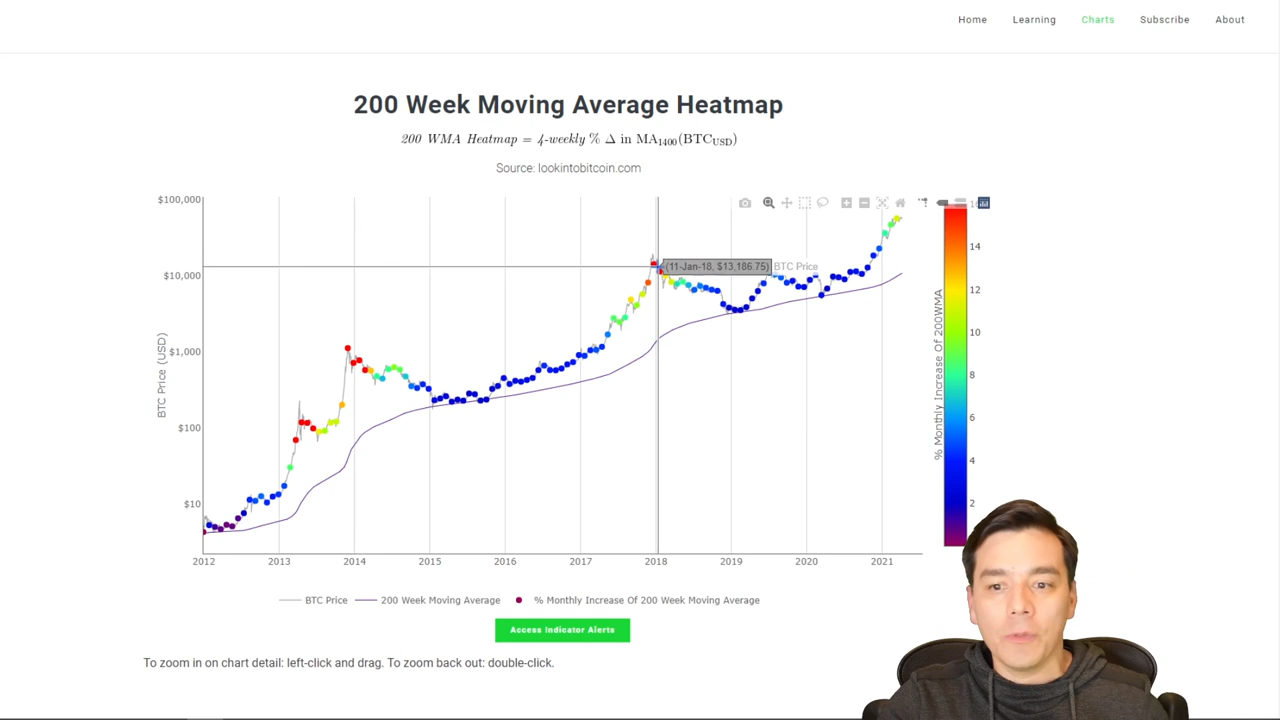 Home Learning Charts Subscribe About
200 Week Moving Average Heatmap
200 WMA Heatmap = 4-weekly % Δ in MA1400(BTCUSD)
Source: lookintobitcoin.com
$100,000
$10,000
$1,000
$100
$10
BTC Price (USD)
(11-Jan-18, $13,186.75) BTC Price
14
12
10
8
6
4
2
% Monthly Increase Of 200WMA
2012 2013 2014 2015 2016 2017 2018 2019 2020 2021
BTC Price 200 Week Moving Average % Monthly Increase Of 200 Week Moving Average
Access Indicator Alerts
To zoom in on chart detail: left-click and drag. To zoom back out: double-click.